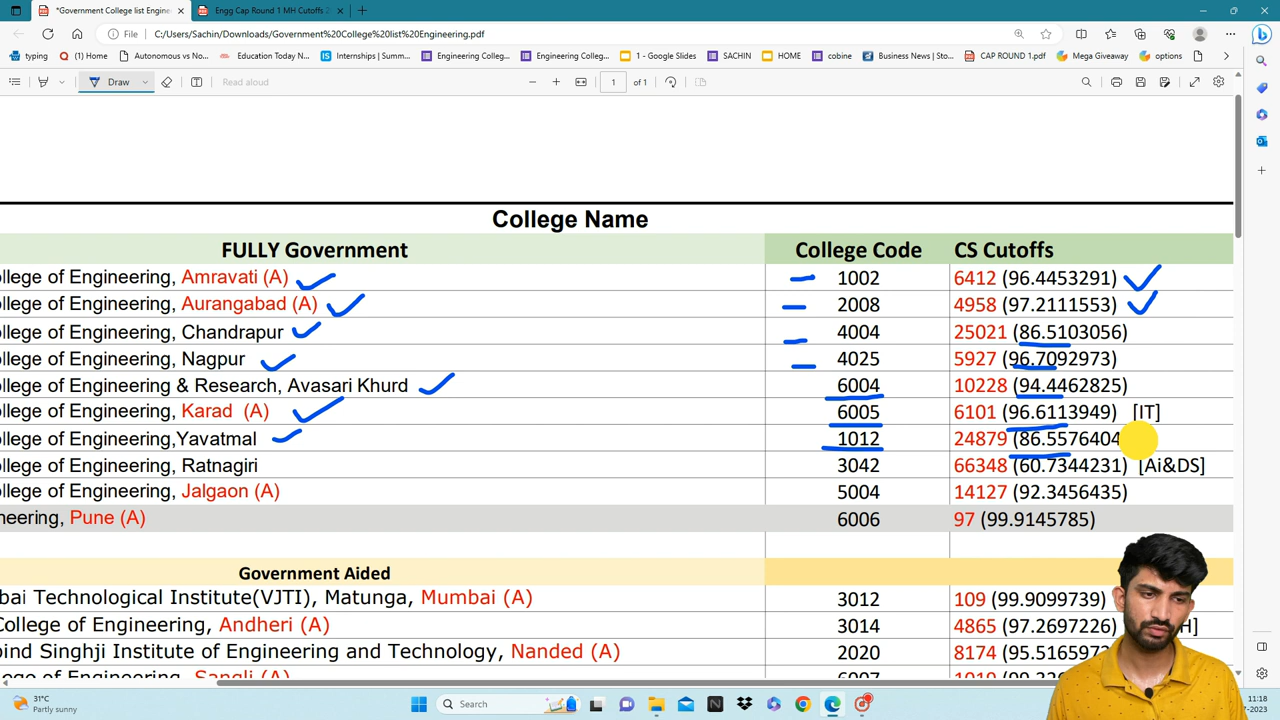 *Government College list Engineer
Engg Cap Round 1 MH Cutoffs 2
File C:/Users/Sachin/Downloads/Government%20College%20list%20Engineering.pdf
typing (1) Home Autonomous vs No... Education Today N... Internships | Summ... Engineering Colleg... Engineering Colleg... 1 - Google Slides SACHIN HOME cobine Business News | Sto... CAP ROUND 1.pdf Mega Giveaway options
Draw Read aloud 1 of 1
College Name
FULLY Government College Code CS Cutoffs
ollege of Engineering, Amravati (A) 1002 6412 (96.4453291)
ollege of Engineering, Aurangabad (A) 2008 4958 (97.2111553)
ollege of Engineering, Chandrapur 4004 25021 (86.5103056)
ollege of Engineering, Nagpur 4025 5927 (96.7092973)
ollege of Engineering & Research, Avasari Khurd 6004 10228 (94.4462825)
ollege of Engineering, Karad (A) 6005 6101 (96.6113949) [IT]
ollege of Engineering,Yavatmal 1012 24879 (86.5576404
ollege of Engineering, Ratnagiri 3042 66348 (60.7344231) [Ai&DS]
ollege of Engineering, Jalgaon (A) 5004 14127 (92.3456435)
neering, Pune (A) 6006 97 (99.9145785)
Government Aided
bai Technological Institute(VJTI), Matunga, Mumbai (A) 3012 109 (99.9099739)
College of Engineering, Andheri (A) 3014 4865 (97.2697226) H]
bind Singhji Institute of Engineering and Technology, Nanded (A) 2020 8174 (95.516597
ollege of Engineering, Sangli (A) 6007
31°C
Partly sunny
Search
11:18
-2023